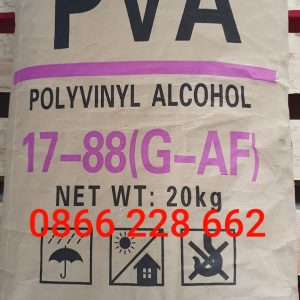 PVA
POLYVINYL ALCOHOL
17-88(G-AF)
NET WT: 20kg
0866 228 662